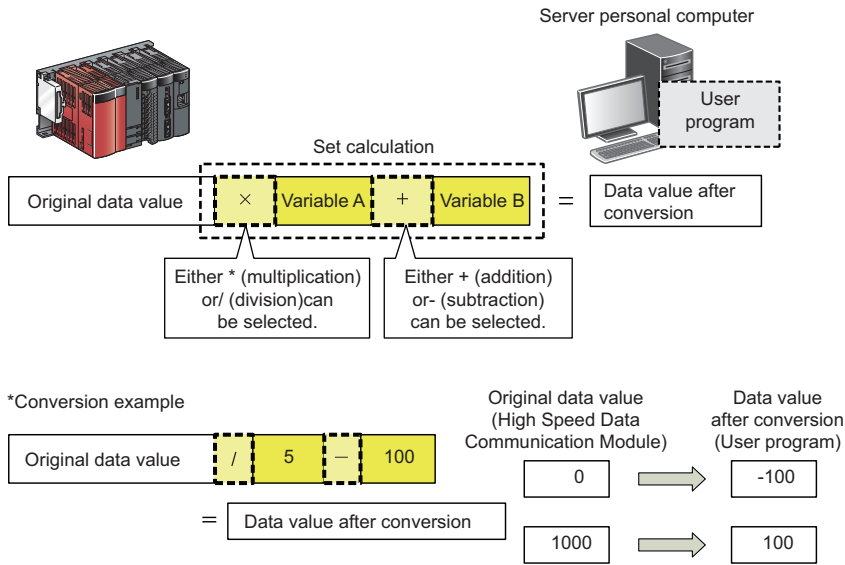 Server personal computer
User
program
Set calculation
Original data value × Variable A + Variable B = Data value after
conversion
Either * (multiplication)
or/ (division)can
be selected.
Either + (addition)
or- (subtraction)
can be selected.
*Conversion example
Original data value / 5 － 100
= Data value after conversion
Original data value
(High Speed Data
Communication Module)
Data value
after conversion
(User program)
0 -100
1000 100